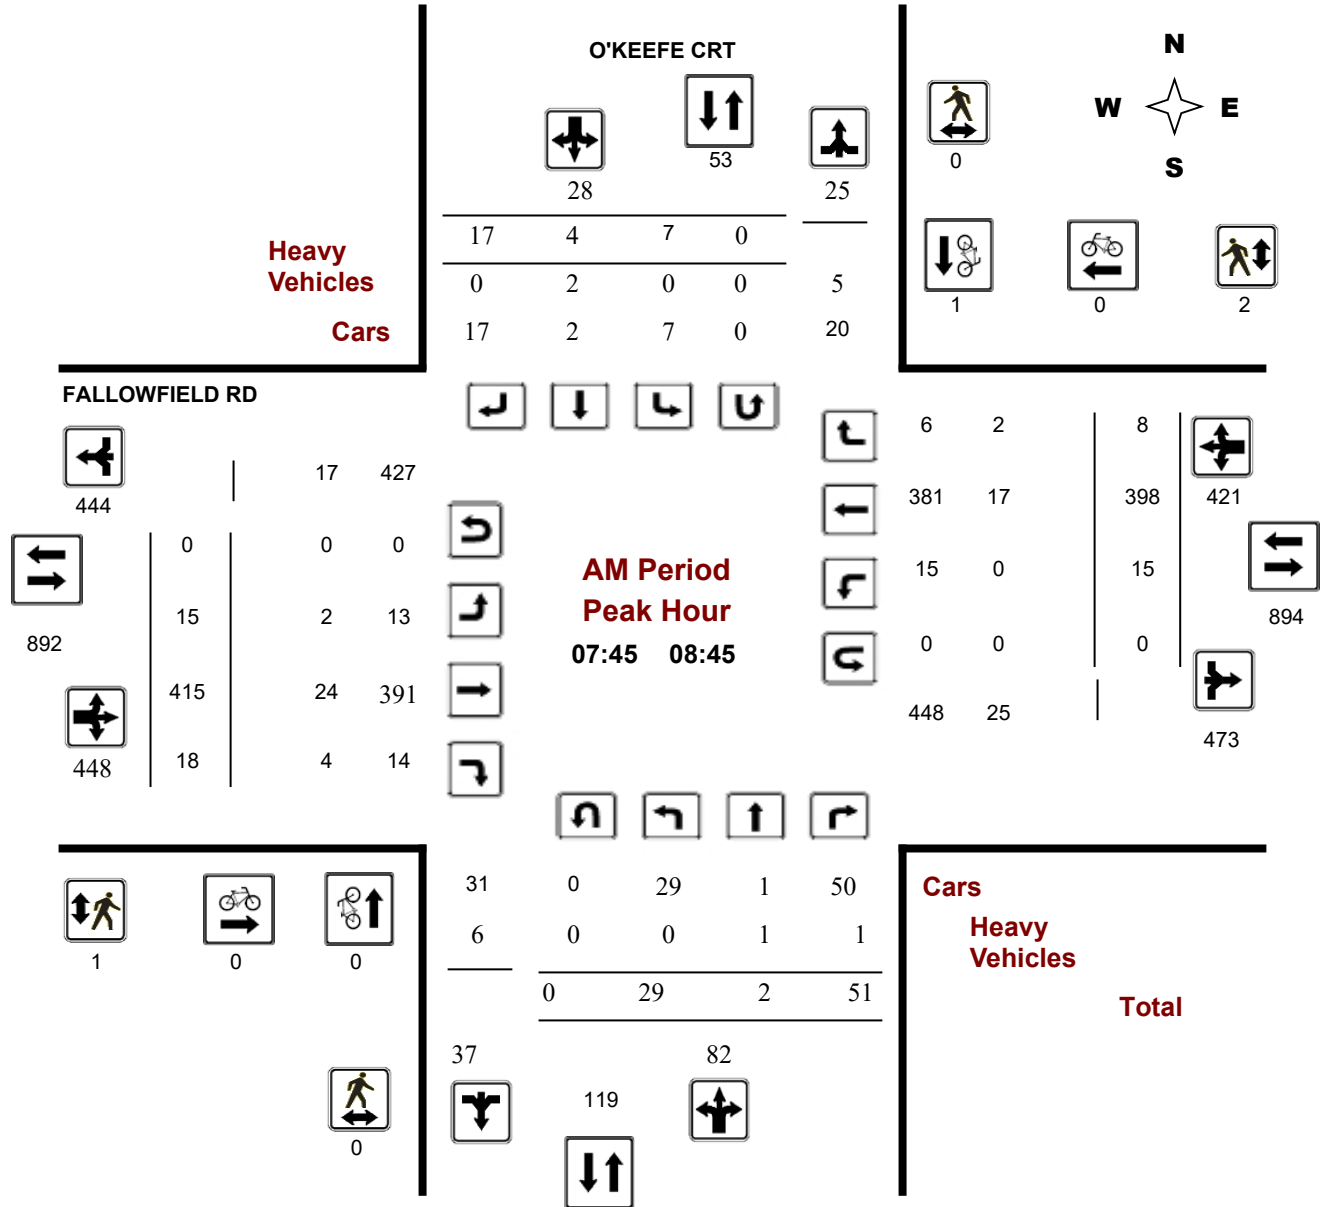 O'KEEFE CRT
N
W E
S
53
0
28 25
17 4 7 0
Heavy
Vehicles
0 2 0 0 5
1 0 2
Cars
17 2 7 0 20
FALLOWFIELD RD
6 2 8
17 427
444
381 17 398 421
0 0 0
AM Period
15 0 15
Peak Hour
15 2 13
894
892
07:45 08:45
0 0 0
415 24 391
448 25
473
448
18 4 14
31 0 29 1 50
Cars
6 0 0 1 1
Heavy
Vehicles
1 0 0
0 29 2 51
Total
37 82
119
0